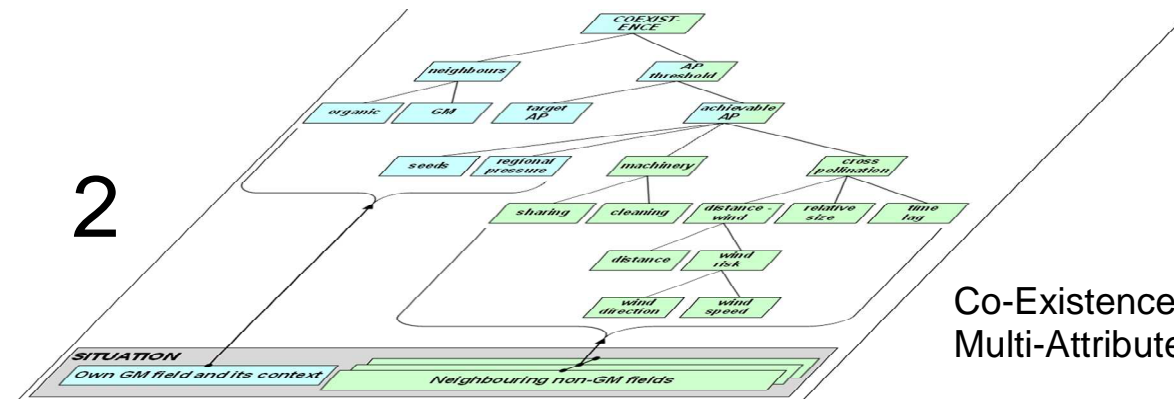 COEXIST-
ENCE
neighbours
AP
threshold
organic
GM
target
AP
achievable
AP
seeds
regional
pressure
machinery
cross
pollination
2
sharing
cleaning
distance -
wind
relative
size
time
lag
distance
wind
risk
wind
direction
wind
speed
Co-Existence
Multi-Attribute
SITUATION
Own GM field and its context
Neighbouring non-GM fields